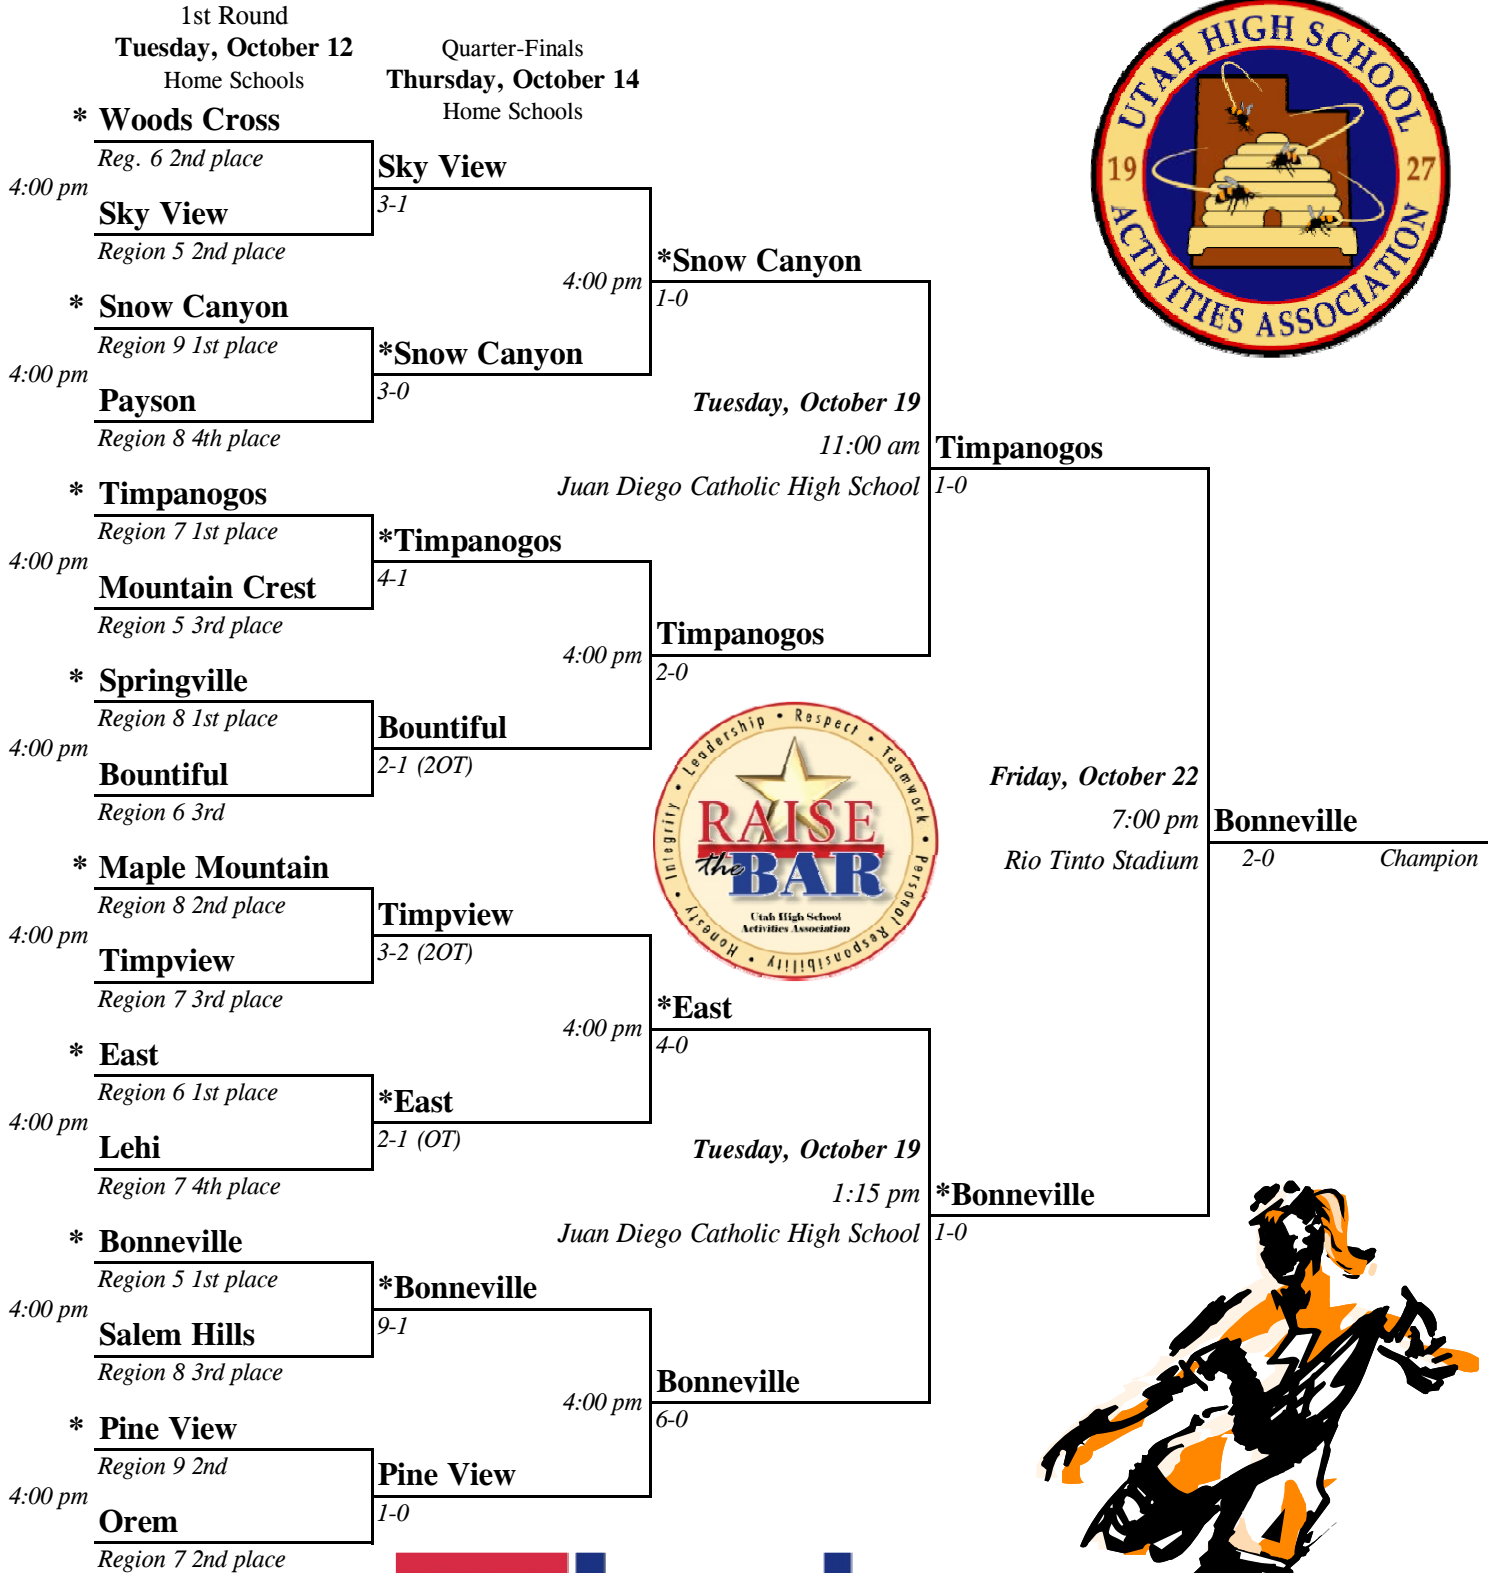 1st Round
Tuesday, October 12
Home Schools
Quarter-Finals
Thursday, October 14
Home Schools
* Woods Cross
Reg. 6 2nd place
4:00 pm
Sky View
Region 5 2nd place
* Snow Canyon
Region 9 1st place
4:00 pm
Payson
Region 8 4th place
* Timpanogos
Region 7 1st place
4:00 pm
Mountain Crest
Region 5 3rd place
* Springville
Region 8 1st place
4:00 pm
Bountiful
Region 6 3rd
* Maple Mountain
Region 8 2nd place
4:00 pm
Timpview
Region 7 3rd place
* East
Region 6 1st place
4:00 pm
Lehi
Region 7 4th place
* Bonneville
Region 5 1st place
4:00 pm
Salem Hills
Region 8 3rd place
* Pine View
Region 9 2nd
4:00 pm
Orem
Region 7 2nd place
Sky View
3-1
4:00 pm
*Snow Canyon
3-0
*Timpanogos
4-1
4:00 pm
Bountiful
2-1 (2OT)
Timpview
3-2 (2OT)
4:00 pm
*East
2-1 (OT)
*Bonneville
9-1
4:00 pm
Pine View
1-0
*Snow Canyon
1-0
Tuesday, October 19
11:00 am
Juan Diego Catholic High School
Timpanogos
2-0
*East
4-0
Tuesday, October 19
1:15 pm
Juan Diego Catholic High School
Bonneville
6-0
Timpanogos
1-0
Friday, October 22
7:00 pm
Rio Tinto Stadium
*Bonneville
1-0
Bonneville
2-0 Champion
UTAH HIGH SCHOOL
19 27
ACTIVITIES ASSOCIATION
Honesty • Integrity • Leadership • Respect • Teamwork • Personal Responsibility •
RAISE
the BAR
Utah High School
Activities Association